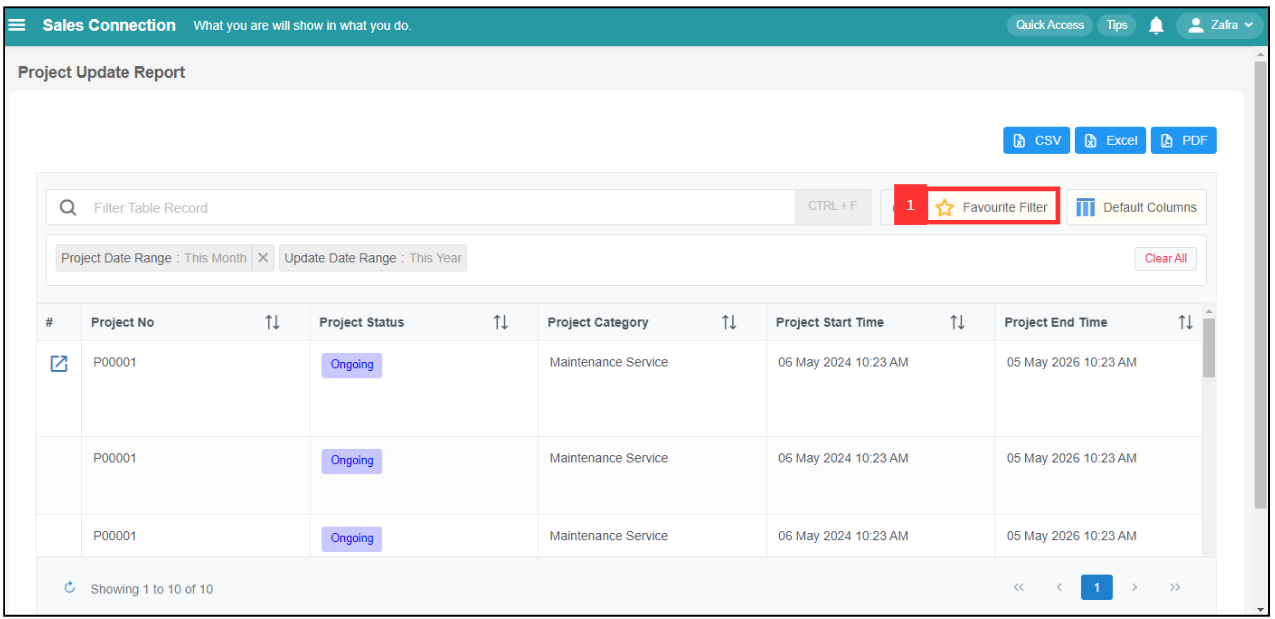 Sales Connection What you are will show in what you do. Quick Access Tips Zafra
Project Update Report
CSV Excel PDF
Filter Table Record CTRL + F 1 Favourite Filter Default Columns
Project Date Range : This Month Update Date Range : This Year Clear All
# Project No Project Status Project Category Project Start Time Project End Time
P00001 Ongoing Maintenance Service 06 May 2024 10:23 AM 05 May 2026 10:23 AM
P00001 Ongoing Maintenance Service 06 May 2024 10:23 AM 05 May 2026 10:23 AM
P00001 Ongoing Maintenance Service 06 May 2024 10:23 AM 05 May 2026 10:23 AM
Showing 1 to 10 of 10 << < 1 > >>